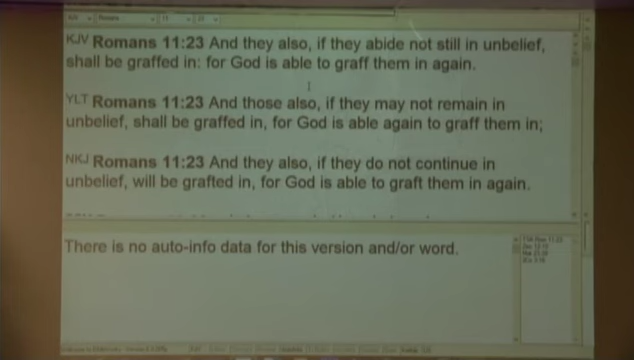 KJV Romans 11:23 And they also, if they abide not still in unbelief,
shall be graffed in: for God is able to graff them in again.
YLT Romans 11:23 And those also, if they may not remain in
unbelief, shall be graffed in, for God is able again to graff them in;
NKJ Romans 11:23 And they also, if they do not continue in
unbelief, will be grafted in, for God is able to graft them in again.
There is no auto-info data for this version and/or word.